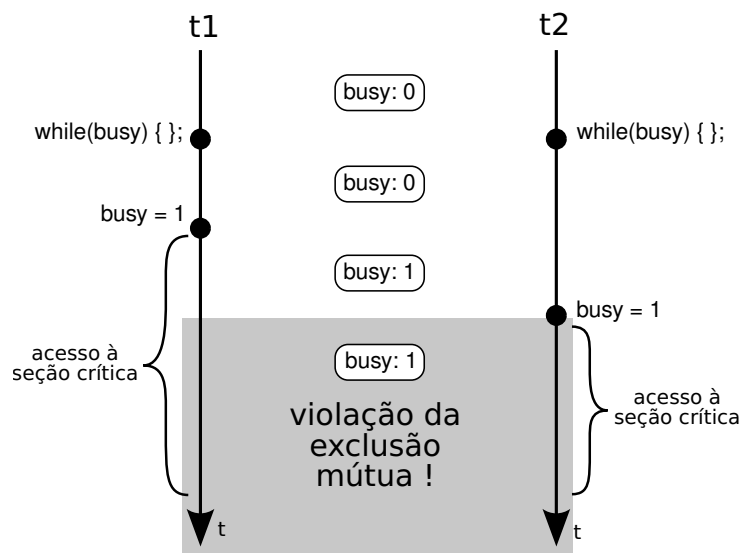 t1
t2
busy: 0
while(busy) { };
while(busy) { };
busy: 0
busy = 1
busy: 1
busy = 1
acesso à
seção crítica
busy: 1
violação da
exclusão
mútua !
acesso à
seção crítica
t
t